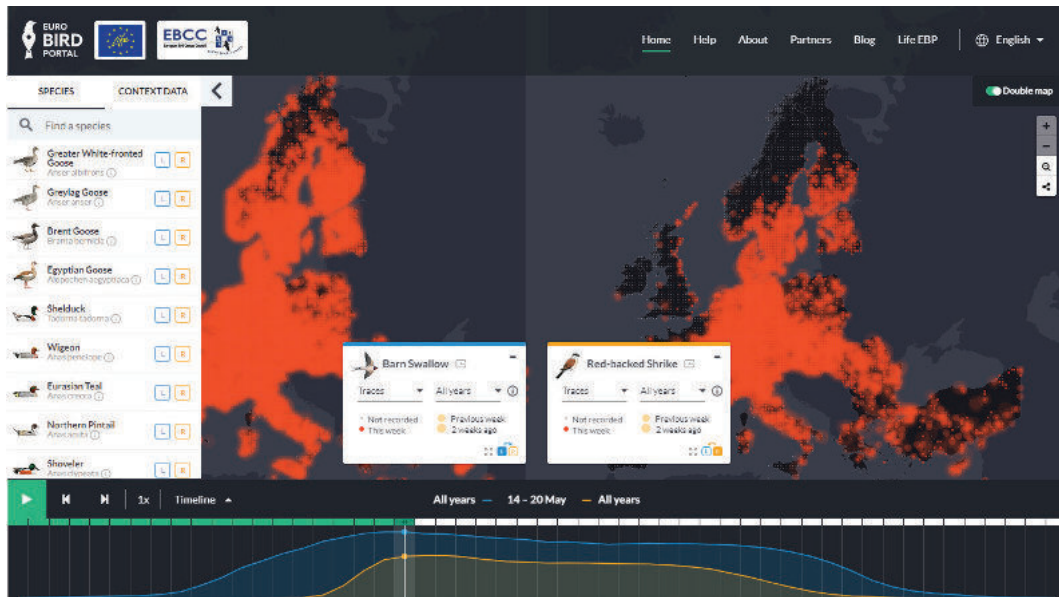 EURO
BIRD
PORTAL
EBCC
Home Help About Partners Blog Life EBP English
SPECIES CONTEXT DATA
Double map
Find a species
Greater White-fronted
Goose
Anser albifrons
L R
Greylag Goose
Anser anser
L R
Brent Goose
Branta bernicla
L R
Egyptian Goose
Alopochen aegyptiaca
L R
Shelduck
Tadorna tadorna
L R
Wigeon
Anas penelope
L R
Eurasian Teal
Anas crecca
L R
Northern Pintail
Anas acuta
L R
Shoveler
Anas clypeata
L R
Barn Swallow
Traces All years
Not recorded Previous week
This week 2 weeks ago
Red-backed Shrike
Traces All years
Not recorded Previous week
This week 2 weeks ago
1x Timeline All years 14 – 20 May All years